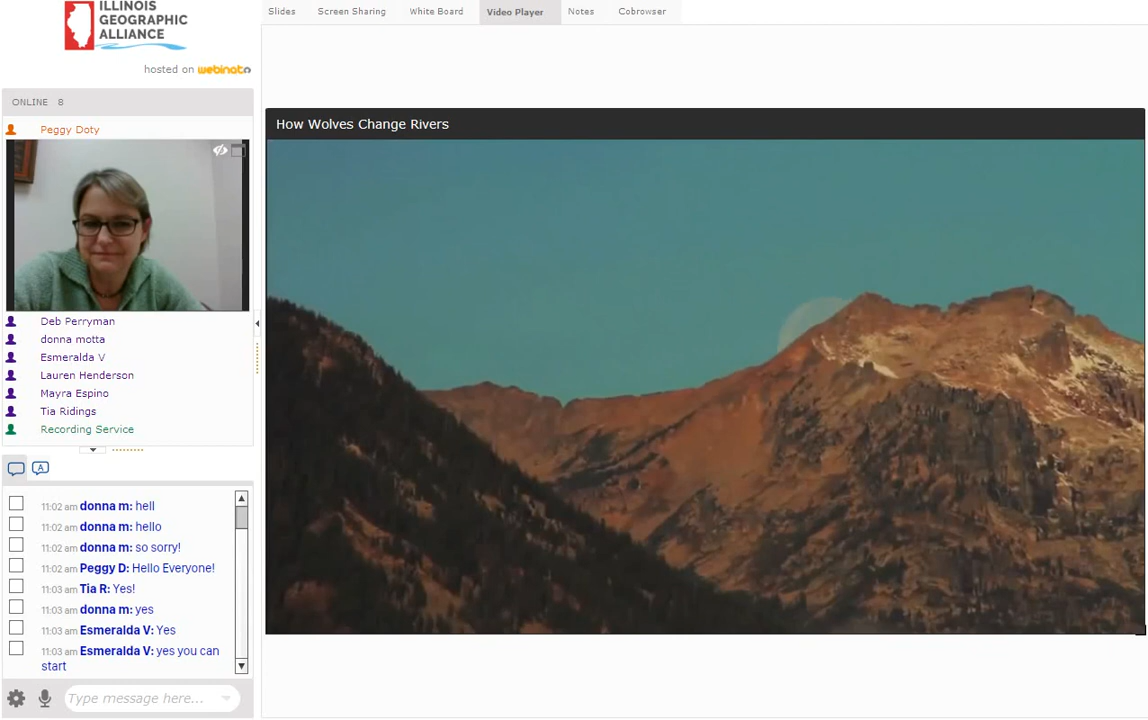 ILLINOIS
GEOGRAPHIC
ALLIANCE
hosted on webinato
Slides Screen Sharing White Board Video Player Notes Cobrowser
ONLINE 8
Peggy Doty
Deb Perryman
donna motta
Esmeralda V
Lauren Henderson
Mayra Espino
Tia Ridings
Recording Service
A
11:02 am donna m: hell
11:02 am donna m: hello
11:02 am donna m: so sorry!
11:02 am Peggy D: Hello Everyone!
11:03 am Tia R: Yes!
11:03 am donna m: yes
11:03 am Esmeralda V: Yes
11:03 am Esmeralda V: yes you can
start
Type message here...
How Wolves Change Rivers